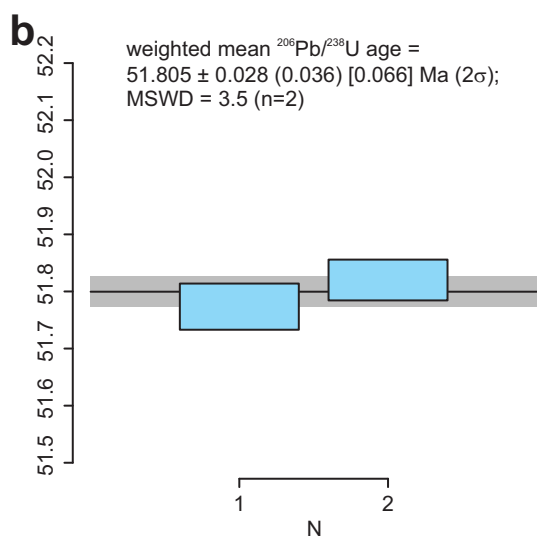 b
weighted mean ²⁰⁶Pb/²³⁸U age =
51.805 ± 0.028 (0.036) [0.066] Ma (2σ);
MSWD = 3.5 (n=2)
52.2
52.1
52.0
51.9
51.8
51.7
51.6
51.5
1 2
N